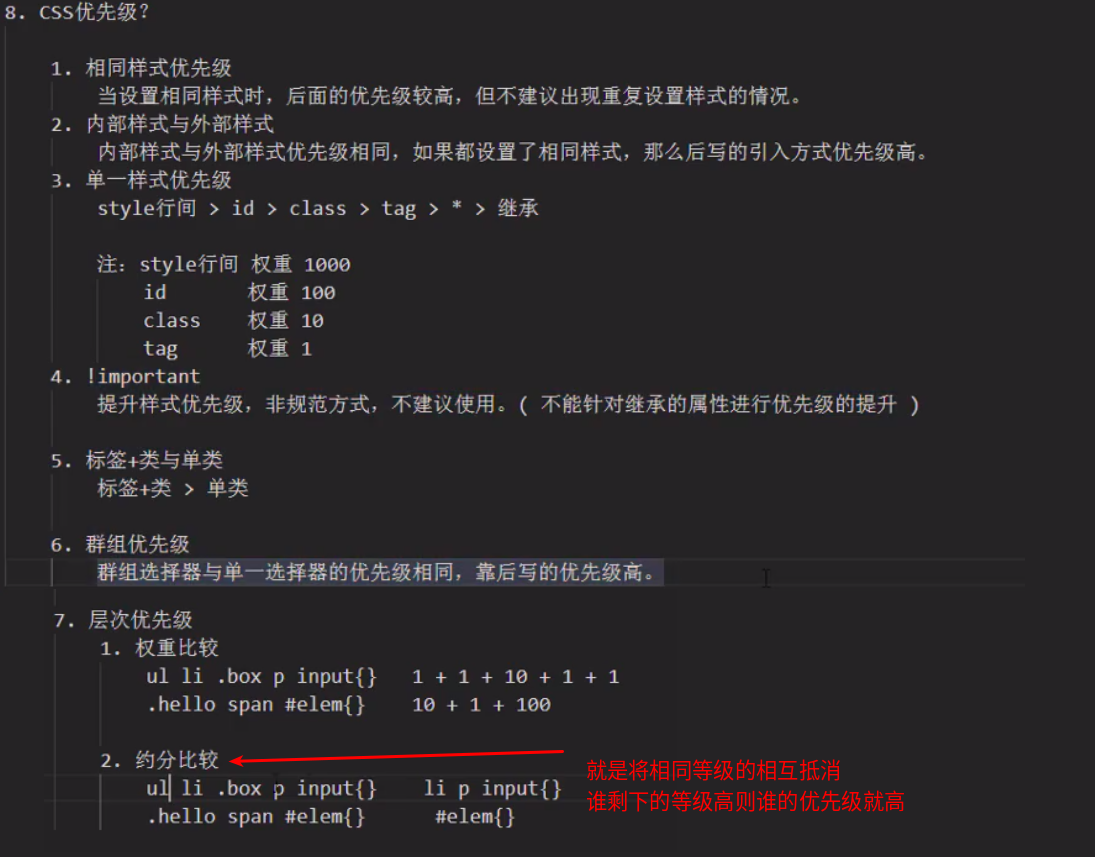 8. CSS优先级？
1. 相同样式优先级
当设置相同样式时，后面的优先级较高，但不建议出现重复设置样式的情况。
2. 内部样式与外部样式
内部样式与外部样式优先级相同，如果都设置了相同样式，那么后写的引入方式优先级高。
3. 单一样式优先级
style行间 > id > class > tag > * > 继承
注：style行间 权重 1000
id 权重 100
class 权重 10
tag 权重 1
4. !important
提升样式优先级，非规范方式，不建议使用。( 不能针对继承的属性进行优先级的提升 )
5. 标签+类与单类
标签+类 > 单类
6. 群组优先级
群组选择器与单一选择器的优先级相同，靠后写的优先级高。
7. 层次优先级
1. 权重比较
ul li .box p input{} 1 + 1 + 10 + 1 + 1
.hello span #elem{} 10 + 1 + 100
2. 约分比较
ul li .box p input{} li p input{}
.hello span #elem{} #elem{}
就是将相同等级的相互抵消
谁剩下的等级高则谁的优先级就高